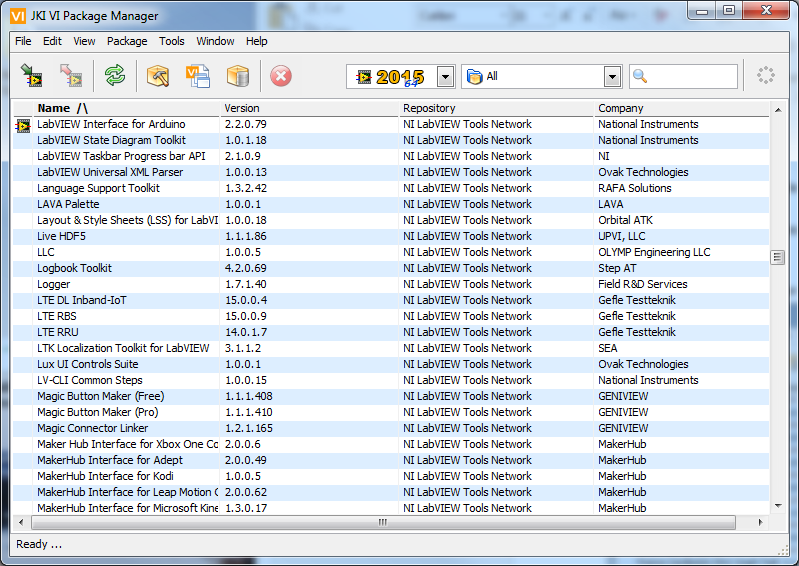 VI JKI VI Package Manager
File Edit View Package Tools Window Help
2015 64 All
Name /\ Version Repository Company
LabVIEW Interface for Arduino 2.2.0.79 NI LabVIEW Tools Network National Instruments
LabVIEW State Diagram Toolkit 1.0.1.18 NI LabVIEW Tools Network National Instruments
LabVIEW Taskbar Progress bar API 2.1.0.9 NI LabVIEW Tools Network NI
LabVIEW Universal XML Parser 1.0.0.13 NI LabVIEW Tools Network Ovak Technologies
Language Support Toolkit 1.3.2.42 NI LabVIEW Tools Network RAFA Solutions
LAVA Palette 1.0.0.1 NI LabVIEW Tools Network LAVA
Layout & Style Sheets (LSS) for LabVI 1.0.0.18 NI LabVIEW Tools Network Orbital ATK
Live HDF5 1.1.1.86 NI LabVIEW Tools Network UPVI, LLC
LLC 1.0.0.5 NI LabVIEW Tools Network OLYMP Engineering LLC
Logbook Toolkit 4.2.0.69 NI LabVIEW Tools Network Step AT
Logger 1.7.1.40 NI LabVIEW Tools Network Field R&D Services
LTE DL Inband-IoT 15.0.0.4 NI LabVIEW Tools Network Gefle Testteknik
LTE RBS 15.0.0.9 NI LabVIEW Tools Network Gefle Testteknik
LTE RRU 14.0.1.7 NI LabVIEW Tools Network Gefle Testteknik
LTK Localization Toolkit for LabVIEW 3.1.1.2 NI LabVIEW Tools Network SEA
Lux UI Controls Suite 1.0.0.1 NI LabVIEW Tools Network Ovak Technologies
LV-CLI Common Steps 1.0.0.15 NI LabVIEW Tools Network National Instruments
Magic Button Maker (Free) 1.1.1.408 NI LabVIEW Tools Network GENIVIEW
Magic Button Maker (Pro) 1.1.1.410 NI LabVIEW Tools Network GENIVIEW
Magic Connector Linker 1.2.1.165 NI LabVIEW Tools Network GENIVIEW
Maker Hub Interface for Xbox One Co 2.0.0.6 NI LabVIEW Tools Network MakerHub
MakerHub Interface for Adept 2.0.0.49 NI LabVIEW Tools Network MakerHub
MakerHub Interface for Kodi 1.0.0.5 NI LabVIEW Tools Network MakerHub
MakerHub Interface for Leap Motion C 2.0.0.62 NI LabVIEW Tools Network MakerHub
MakerHub Interface for Microsoft Kine 1.3.0.17 NI LabVIEW Tools Network MakerHub
Ready ...